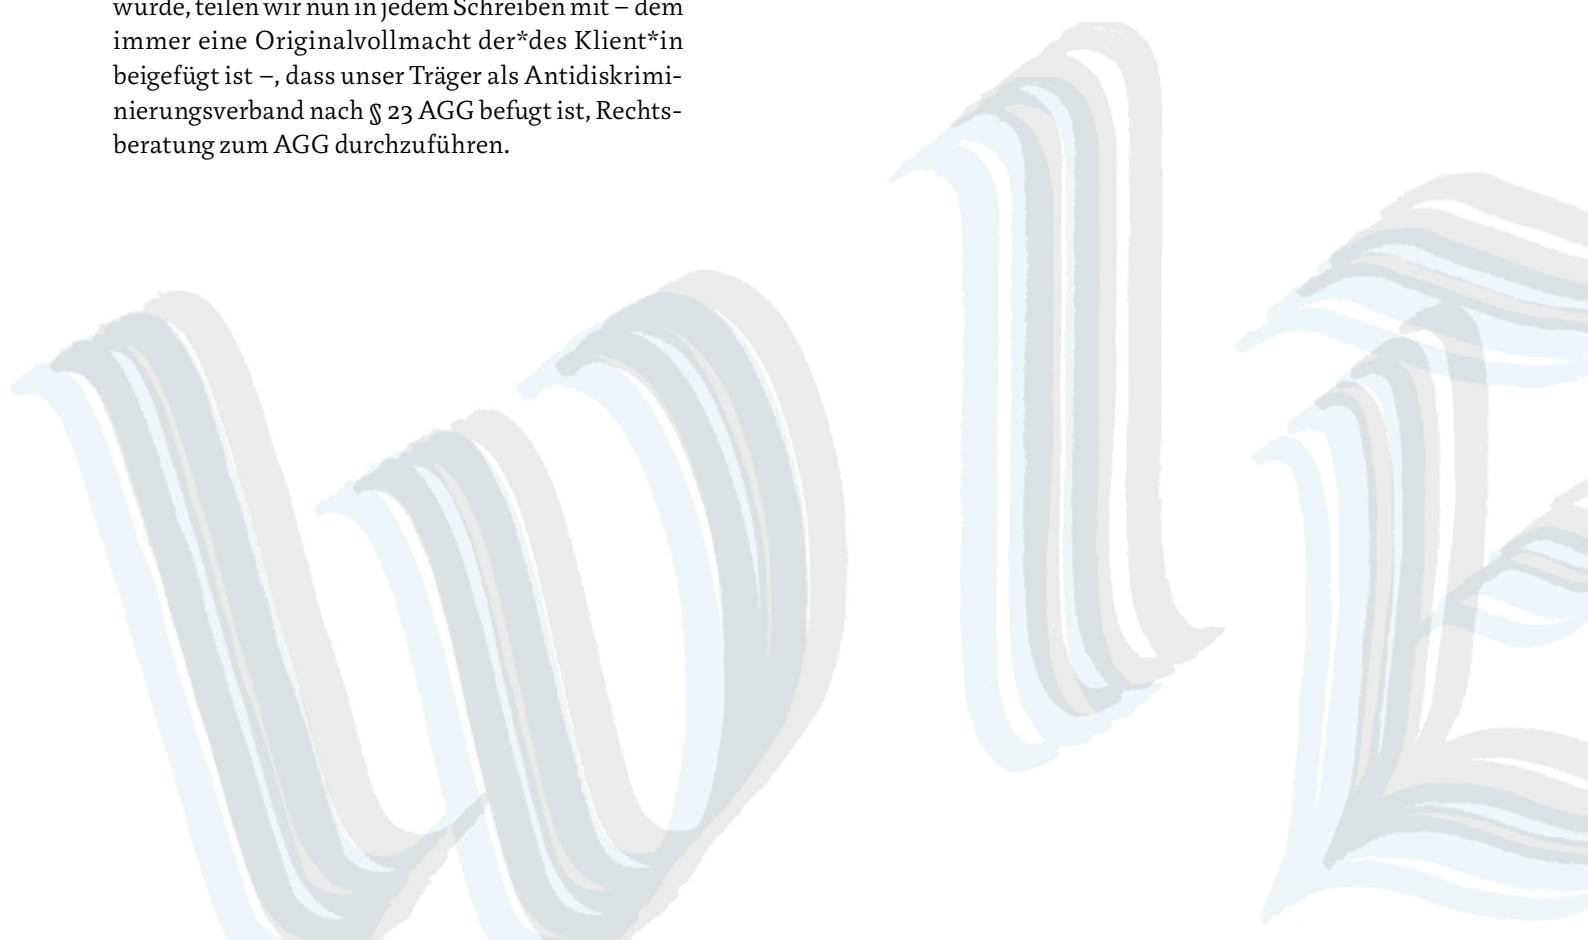 wurde, teilen wir nun in jedem Schreiben mit – dem
immer eine Originalvollmacht der*des Klient*in
beigefügt ist –, dass unser Träger als Antidiskrimi-
nierungsverband nach § 23 AGG befugt ist, Rechts-
beratung zum AGG durchzuführen.